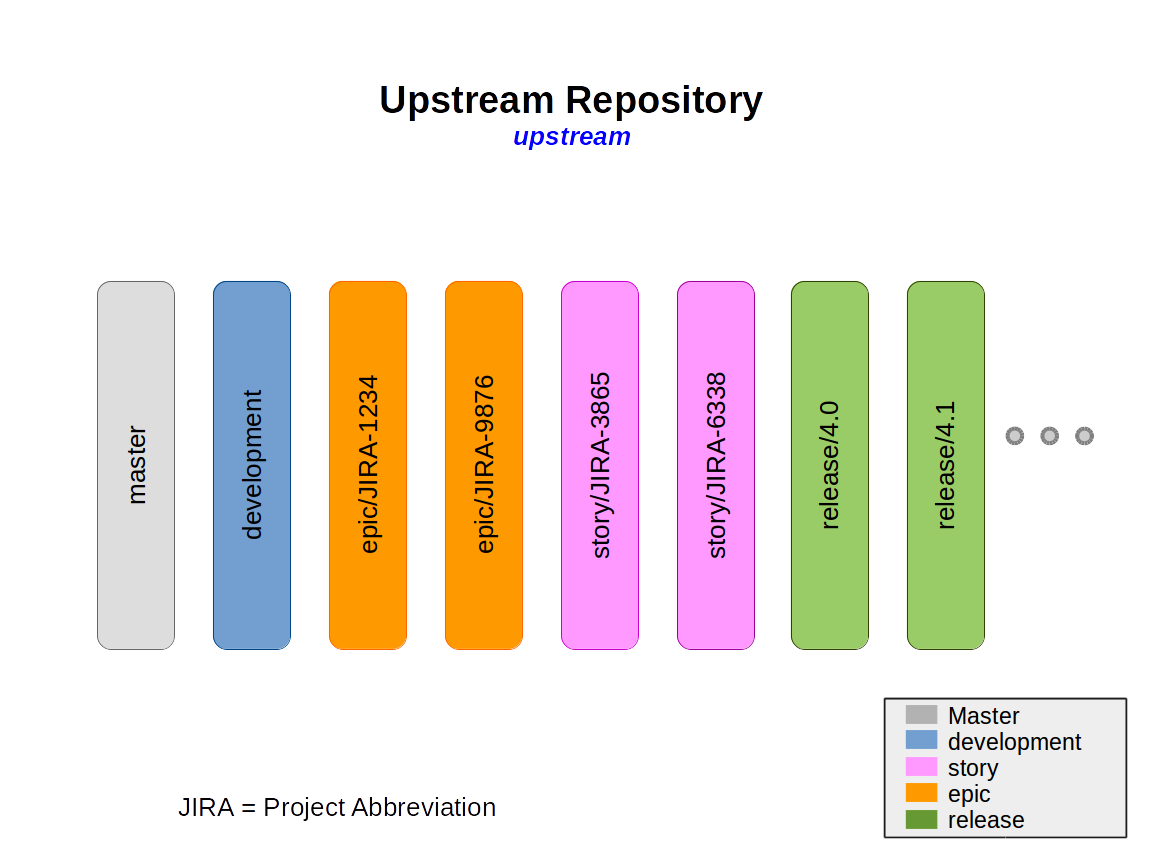 Upstream Repository
upstream
master
development
epic/JIRA-1234
epic/JIRA-9876
story/JIRA-3865
story/JIRA-6338
release/4.0
release/4.1
Master
development
story
epic
release
JIRA = Project Abbreviation